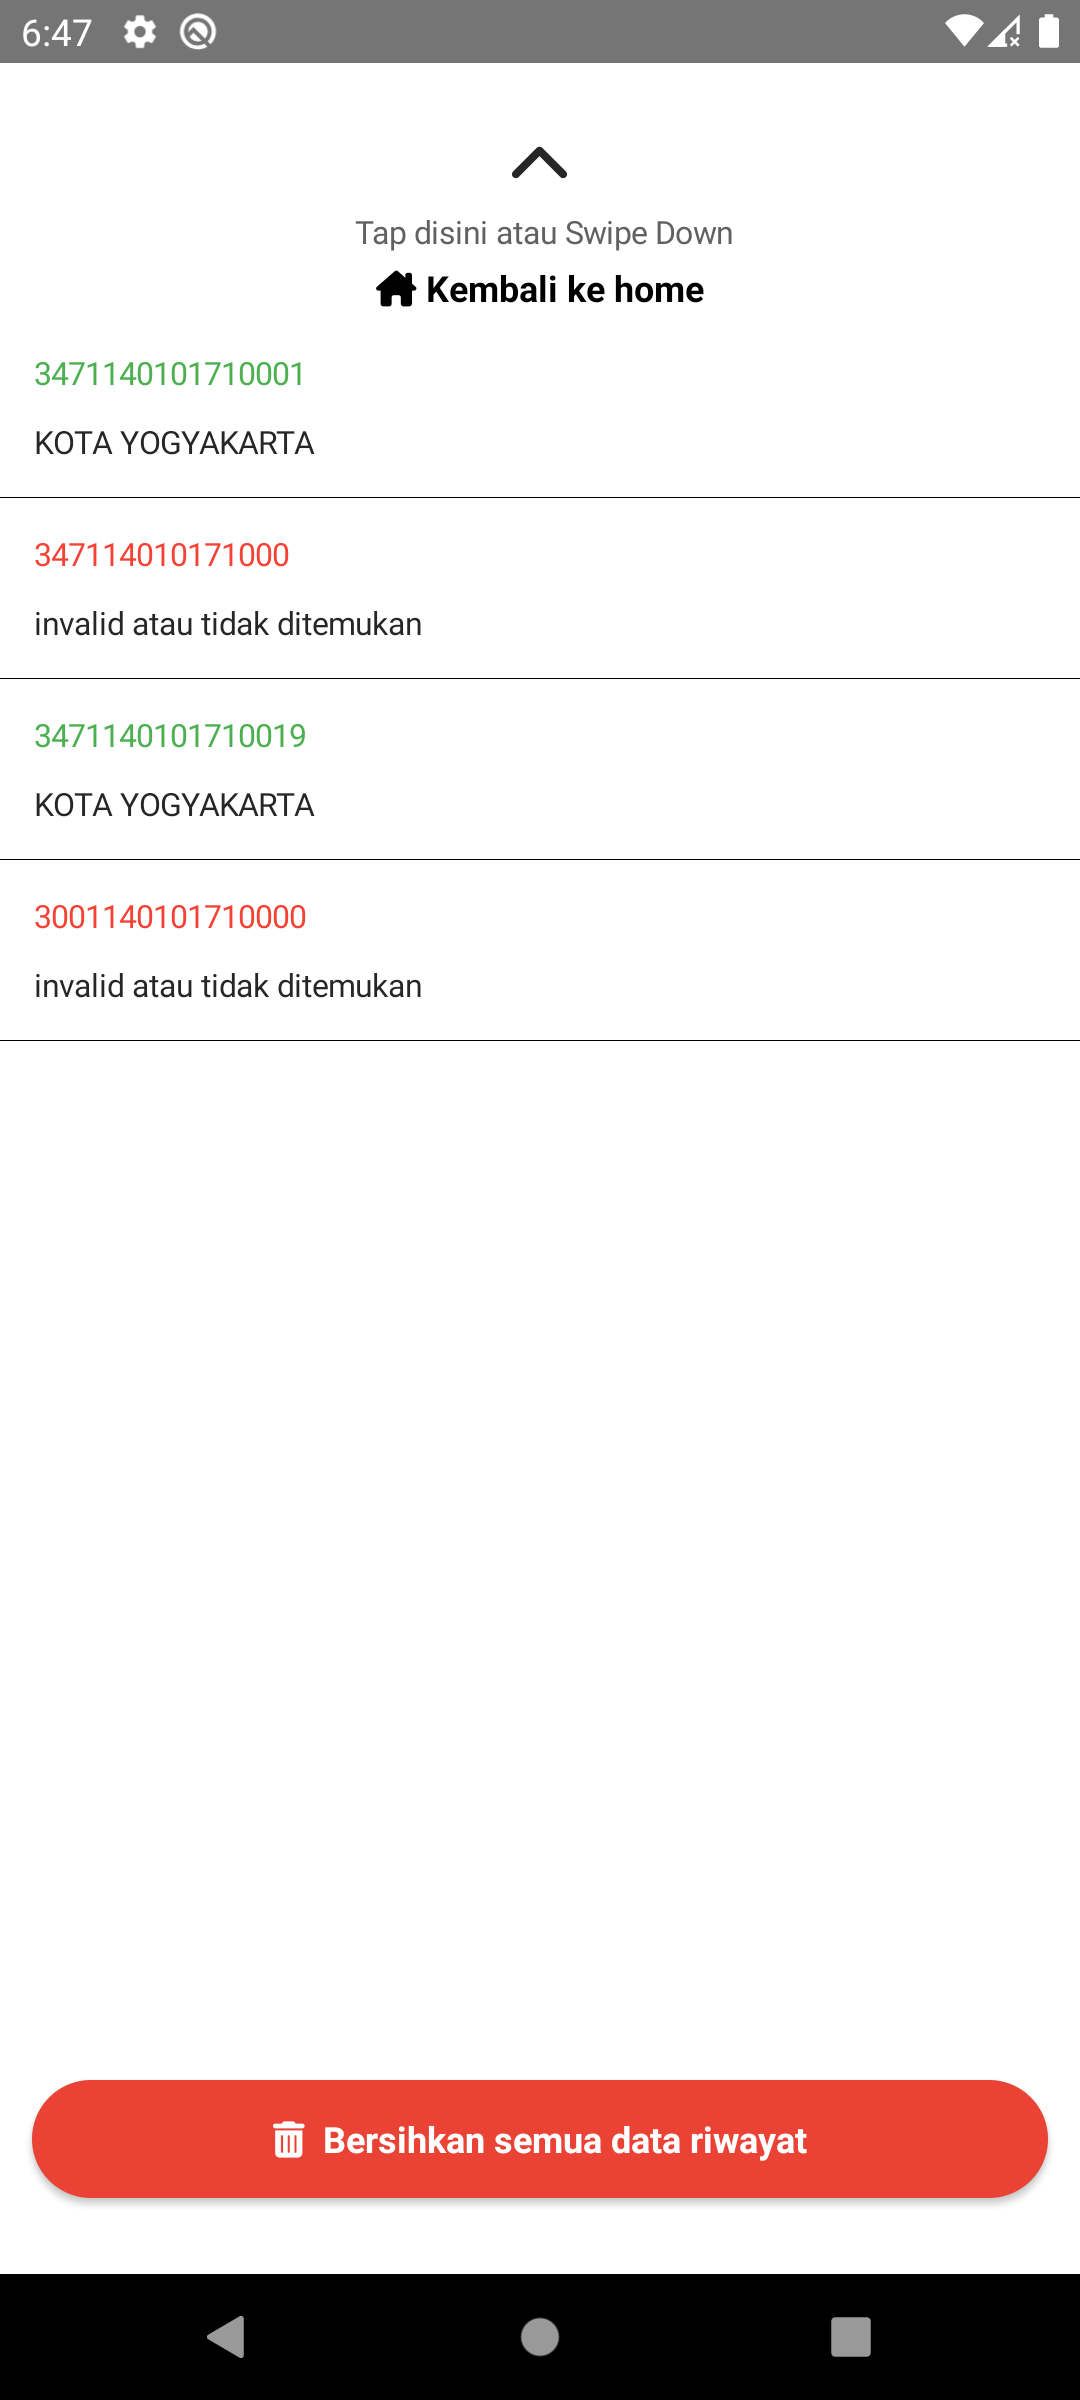 6:47
Tap disini atau Swipe Down
Kembali ke home
3471140101710001
KOTA YOGYAKARTA
347114010171000
invalid atau tidak ditemukan
3471140101710019
KOTA YOGYAKARTA
3001140101710000
invalid atau tidak ditemukan
Bersihkan semua data riwayat